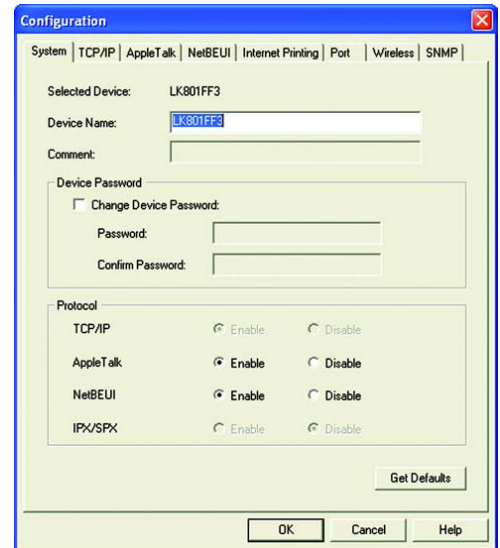 Configuration
System TCP/IP AppleTalk NetBEUI Internet Printing Port Wireless SNMP
Selected Device: LK801FF3
Device Name: LK801FF3
Comment:
Device Password
Change Device Password:
Password:
Confirm Password:
Protocol
TCP/IP Enable Disable
AppleTalk Enable Disable
NetBEUI Enable Disable
IPX/SPX Enable Disable
Get Defaults
OK Cancel Help